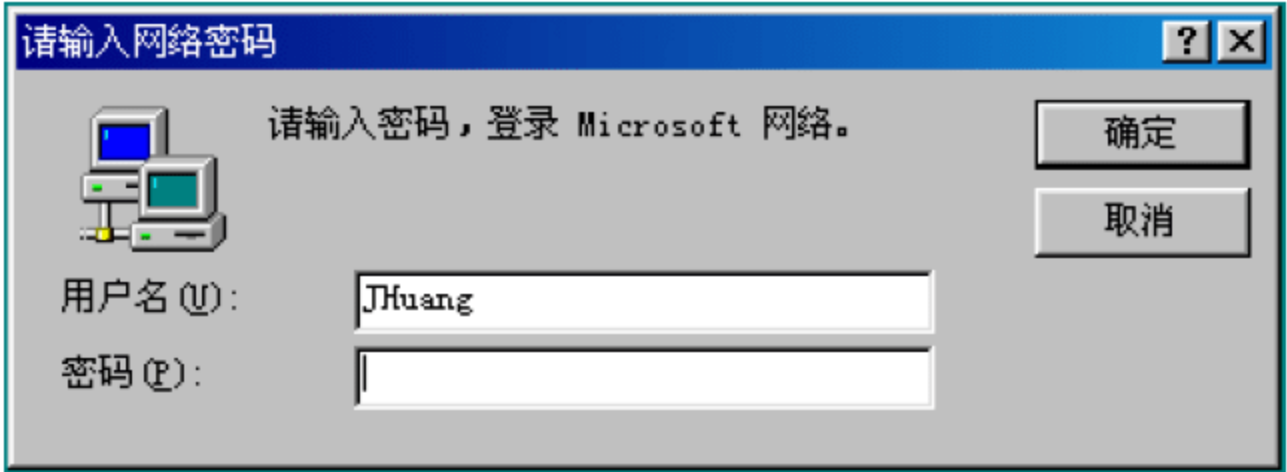 请输入网络密码
请输入密码，登录 Microsoft 网络。
确定
取消
用户名(U):
JHuang
密码(P):